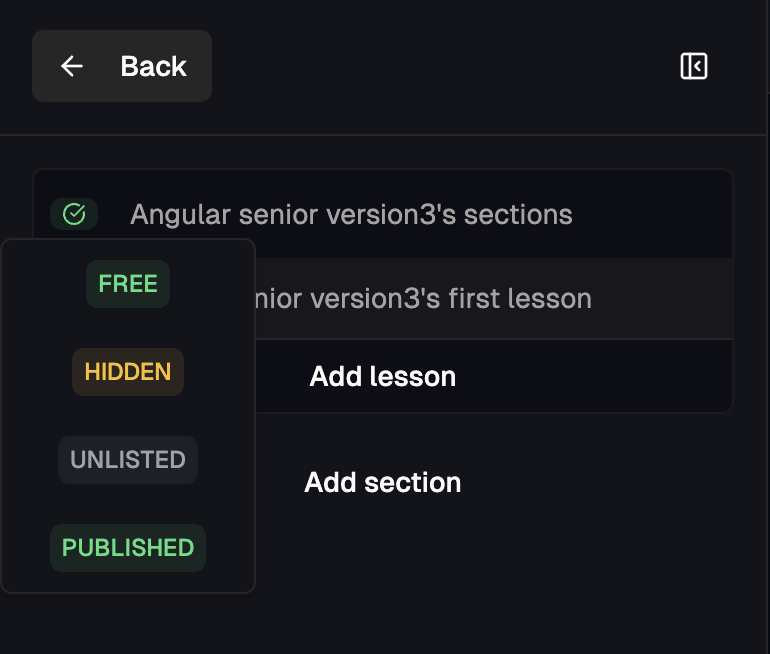 Back
Angular senior version3's sections
FREE
nior version3's first lesson
HIDDEN
Add lesson
UNLISTED
Add section
PUBLISHED